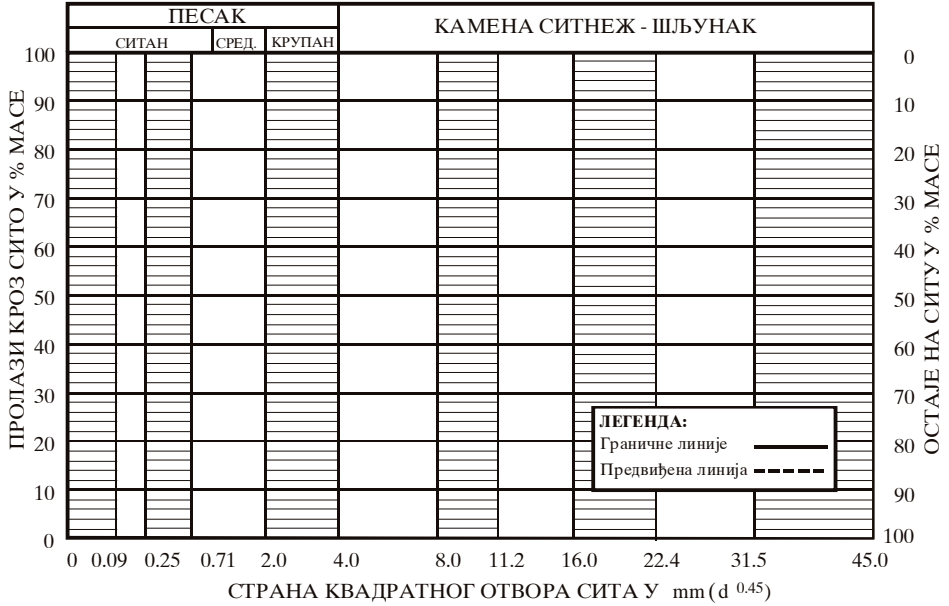 ПЕСАК
КАМЕНА СИТНЕЖ - ШЉУНАК
СИТАН СРЕД. КРУПАН
ПРОЛАЗИ КРОЗ СИТО У % МАСЕ
100
90
80
70
60
50
40
30
20
10
0
0
10
20
30
40
50
60
70
80
90
100
ОСТАЈЕ НА СИТУ У % МАСЕ
ЛЕГЕНДА:
Граничне линије
Предвиђена линија
0 0.09 0.25 0.71 2.0 4.0 8.0 11.2 16.0 22.4 31.5 45.0
СТРАНА КВАДРАТНОГ ОТВОРА СИТА У mm (d 0.45)